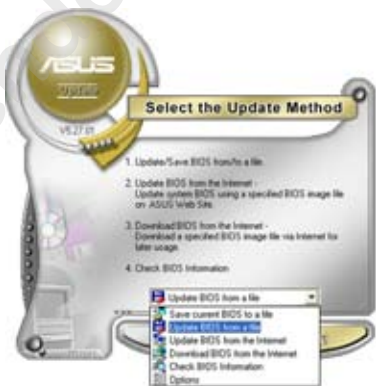 ASUS
Update
V6.27.01
Select the Update Method
1. Update/Save BIOS from/to a file.
2. Update BIOS from the Internet -
Update system BIOS using a specified BIOS image file
on ASUS Web Site.
3. Download BIOS from the Internet -
Download a specified BIOS image file via Internet for
later usage.
4. Check BIOS Information
Update BIOS from a file
Save current BIOS to a file
Update BIOS from a file
Update BIOS from the Internet
Download BIOS from the Internet
Check BIOS Information
Options